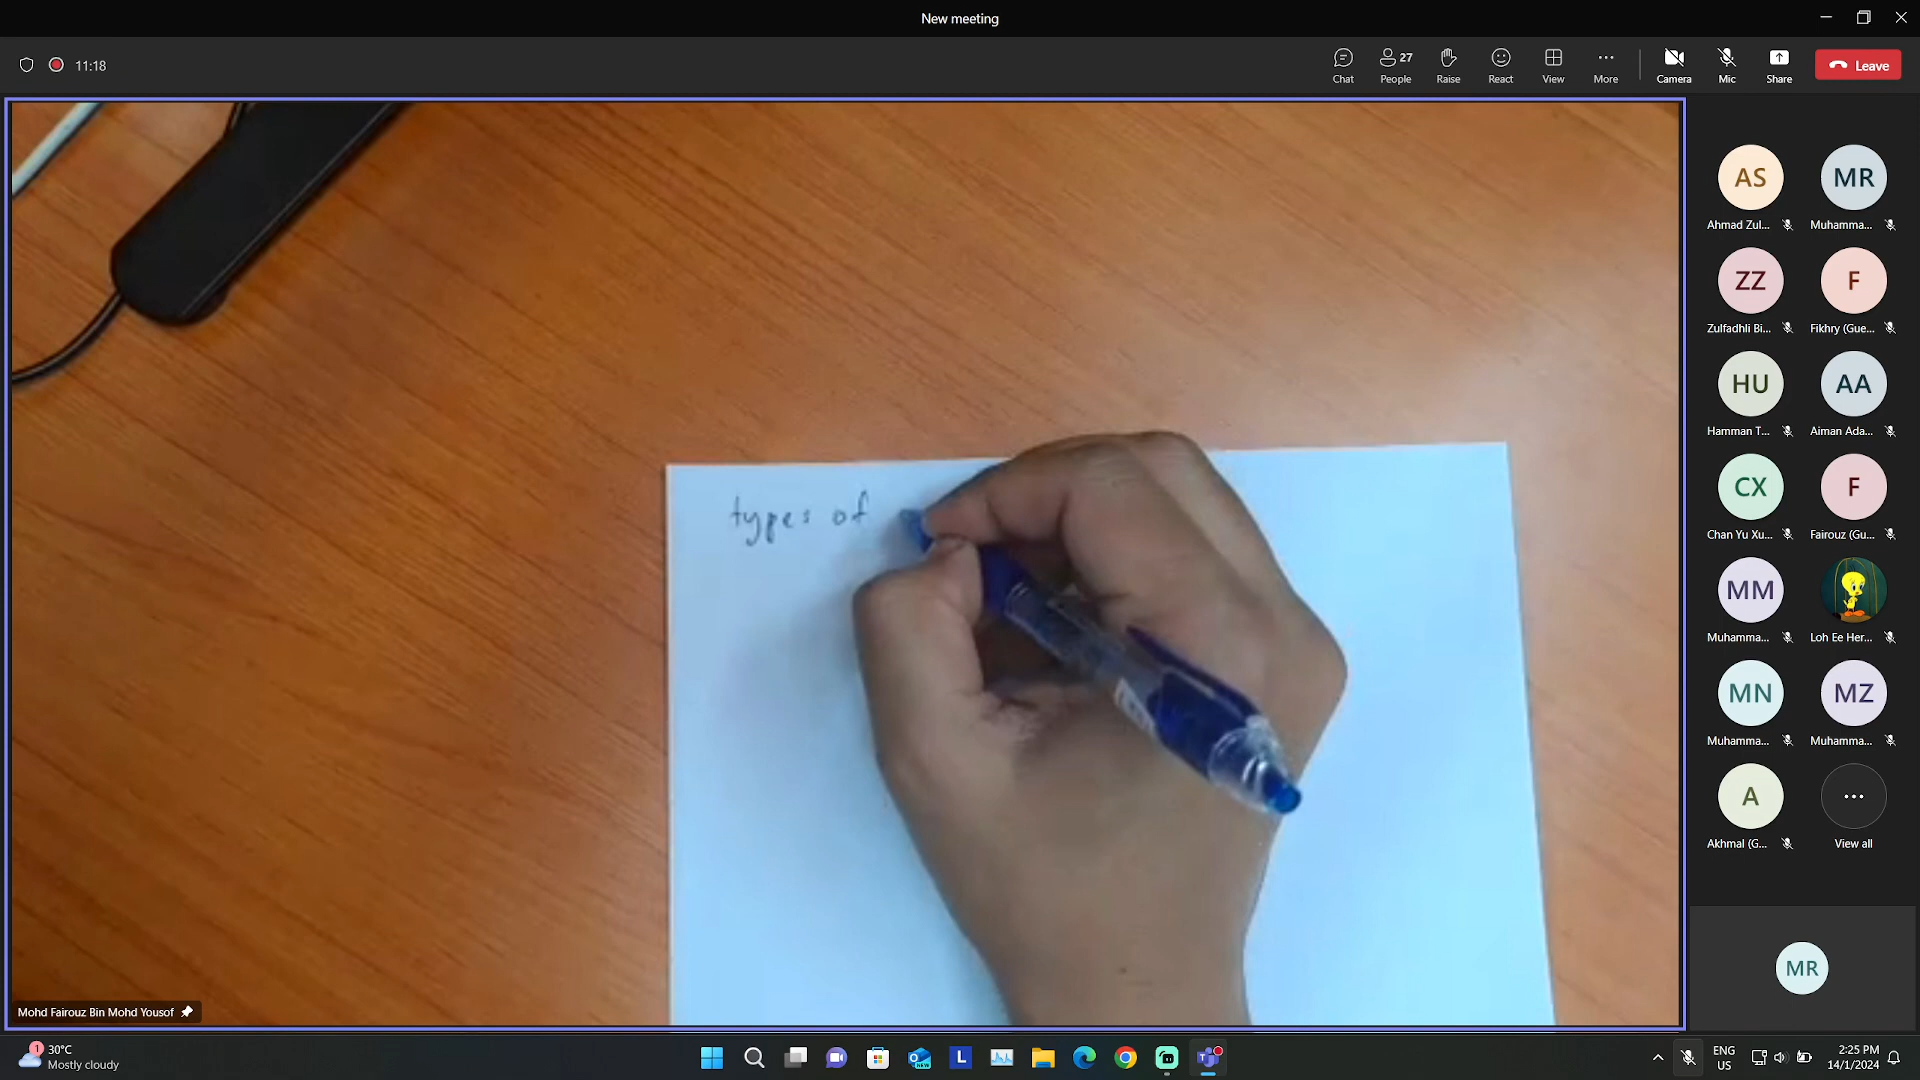 New meeting
11:18
Chat
27
People
Raise
React
View
More
Camera
Mic
Share
Leave
AS
MR
Ahmad Zul...
Muhamma...
ZZ
F
Zulfadhli Bi...
Fikhry (Gue...
HU
AA
Hamman T...
Aiman Ada...
CX
F
Chan Yu Xu...
Fairouz (Gu...
MM
Muhamma...
Loh Ee Her...
MN
MZ
Muhamma...
Muhamma...
A
Akhmal (G...
View all
types of
MR
Mohd Fairouz Bin Mohd Yousof
1
30°C
Mostly cloudy
NEW
L
ENG
US
2:25 PM
14/1/2024